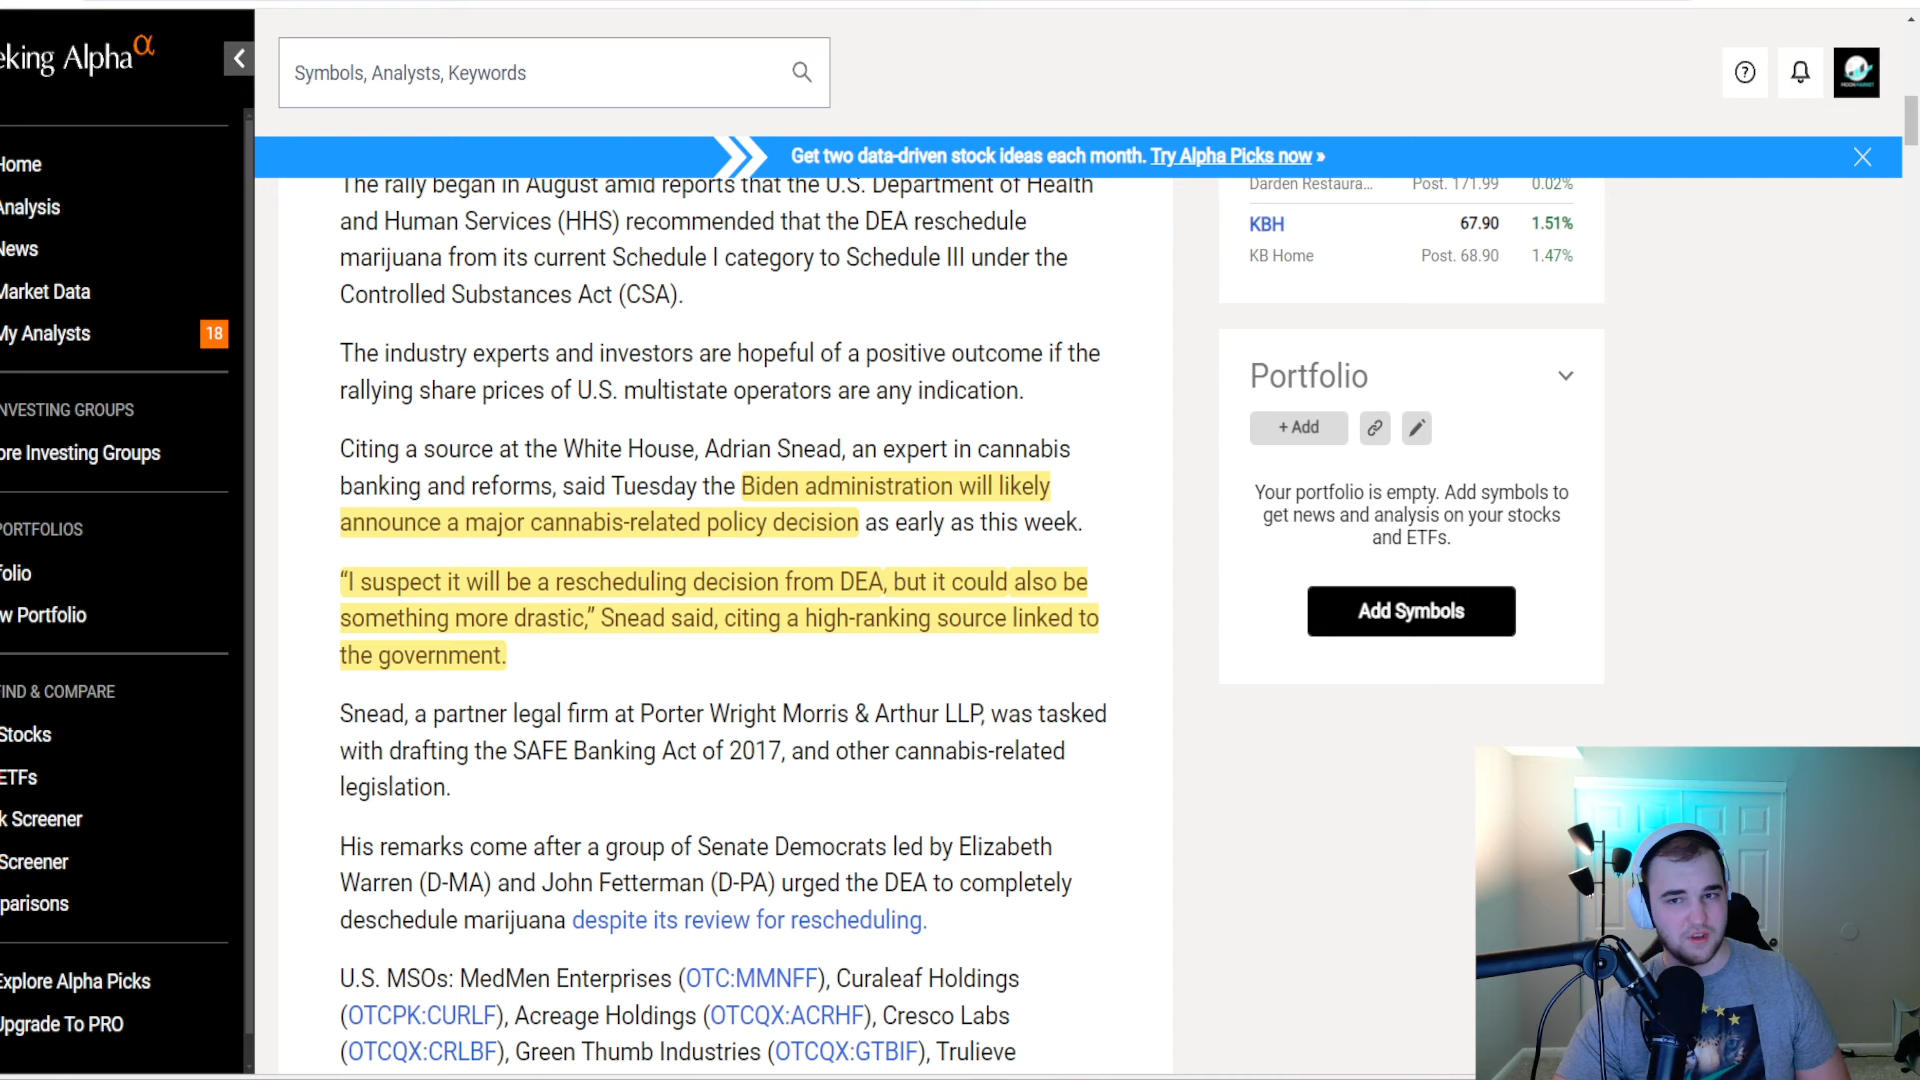 eking Alpha α
Symbols, Analysts, Keywords
Get two data-driven stock ideas each month. Try Alpha Picks now »
Home
Analysis
News
Market Data
My Analysts 18
INVESTING GROUPS
ore Investing Groups
PORTFOLIOS
folio
w Portfolio
FIND & COMPARE
Stocks
ETFs
k Screener
Screener
parisons
Explore Alpha Picks
Upgrade To PRO
The rally began in August amid reports that the U.S. Department of Health
and Human Services (HHS) recommended that the DEA reschedule
marijuana from its current Schedule I category to Schedule III under the
Controlled Substances Act (CSA).
The industry experts and investors are hopeful of a positive outcome if the
rallying share prices of U.S. multistate operators are any indication.
Citing a source at the White House, Adrian Snead, an expert in cannabis
banking and reforms, said Tuesday the Biden administration will likely
announce a major cannabis-related policy decision as early as this week.
“I suspect it will be a rescheduling decision from DEA, but it could also be
something more drastic,” Snead said, citing a high-ranking source linked to
the government.
Snead, a partner legal firm at Porter Wright Morris & Arthur LLP, was tasked
with drafting the SAFE Banking Act of 2017, and other cannabis-related
legislation.
His remarks come after a group of Senate Democrats led by Elizabeth
Warren (D-MA) and John Fetterman (D-PA) urged the DEA to completely
deschedule marijuana despite its review for rescheduling.
U.S. MSOs: MedMen Enterprises (OTC:MMNFF), Curaleaf Holdings
(OTCPK:CURLF), Acreage Holdings (OTCQX:ACRHF), Cresco Labs
(OTCQX:CRLBF), Green Thumb Industries (OTCQX:GTBIF), Trulieve
Darden Restaura... Post. 171.99 0.02%
KBH 67.90 1.51%
KB Home Post. 68.90 1.47%
Portfolio
+ Add
Your portfolio is empty. Add symbols to
get news and analysis on your stocks
and ETFs.
Add Symbols